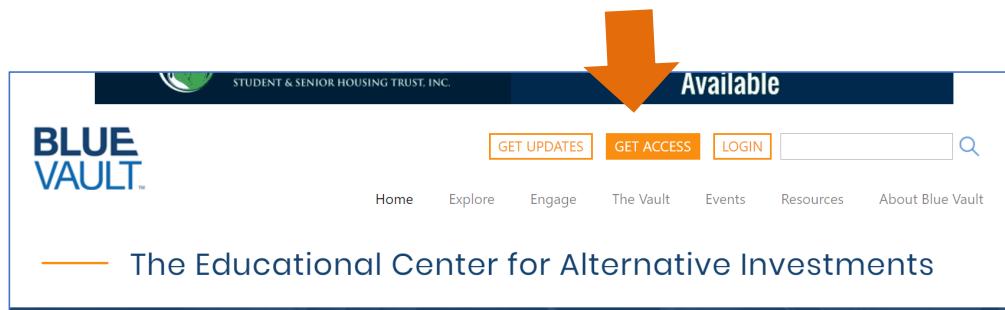 STUDENT & SENIOR HOUSING TRUST, INC.
Available
BLUE
VAULT™
GET UPDATES
GET ACCESS
LOGIN
Home Explore Engage The Vault Events Resources About Blue Vault
The Educational Center for Alternative Investments